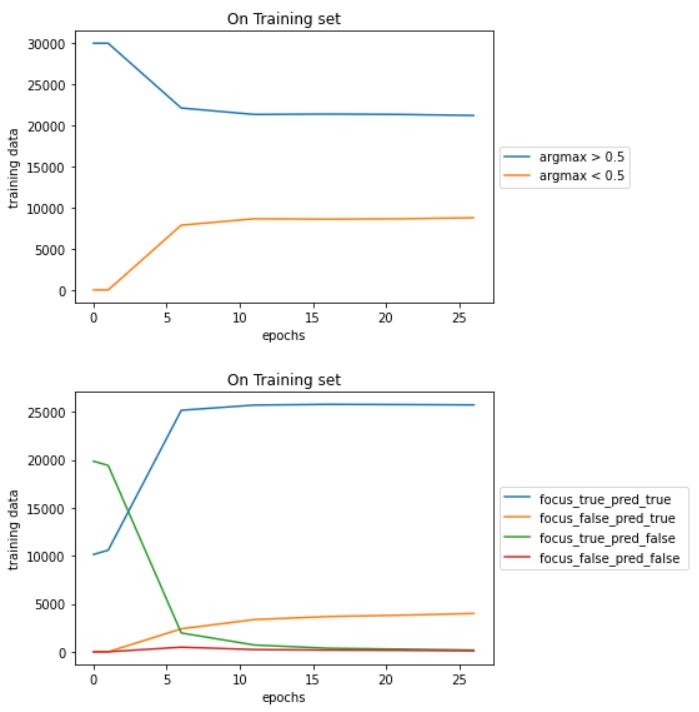 On Training set
30000
25000
20000
15000
10000
5000
0
training data
0 5 10 15 20 25
epochs
argmax > 0.5
argmax < 0.5
On Training set
25000
20000
15000
10000
5000
0
training data
0 5 10 15 20 25
epochs
focus_true_pred_true
focus_false_pred_true
focus_true_pred_false
focus_false_pred_false